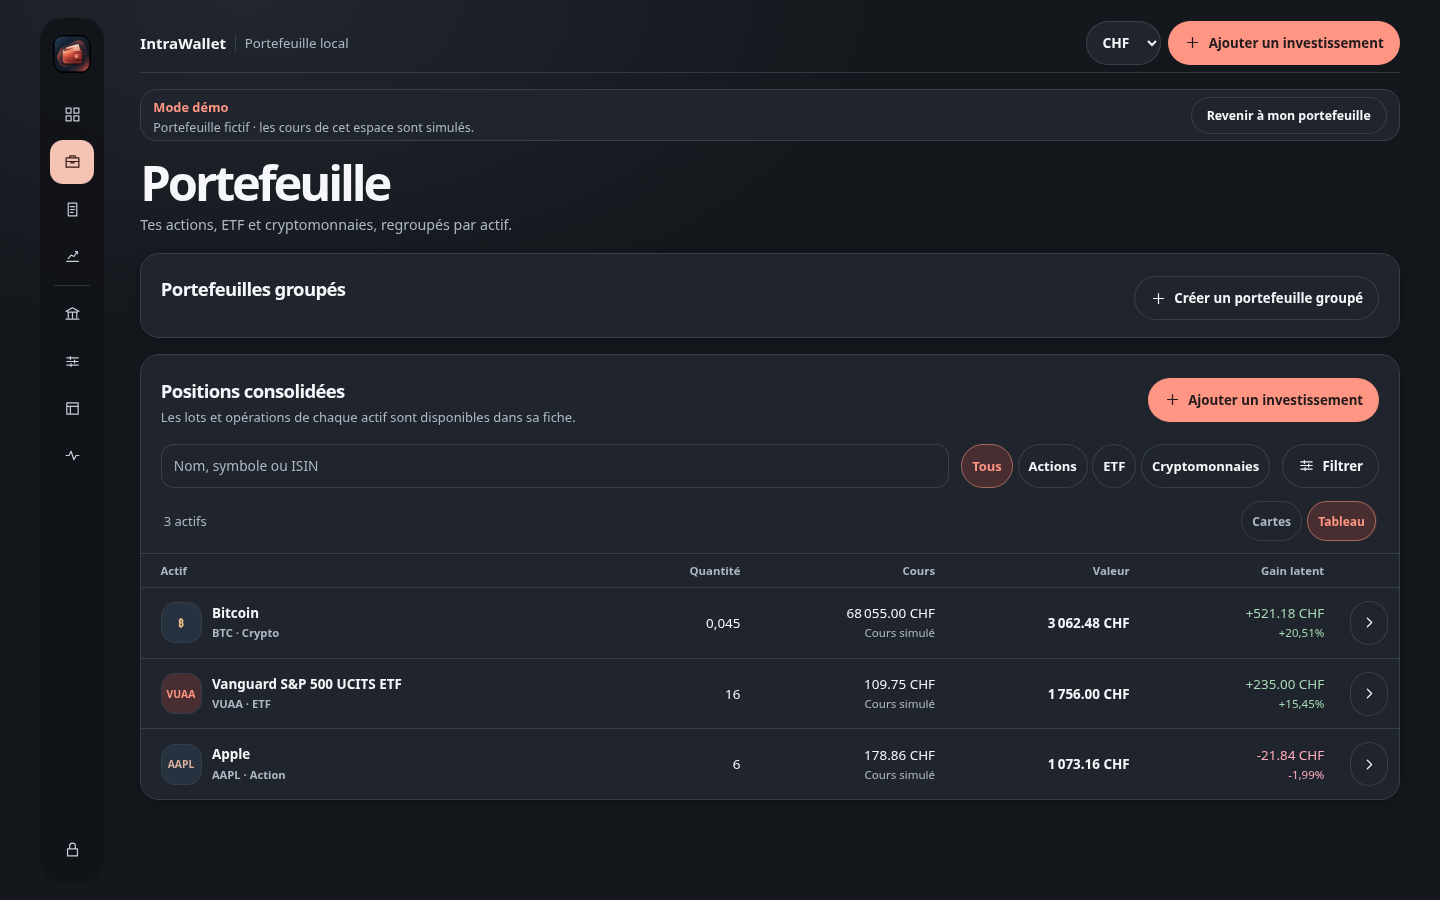 IntraWallet
Portefeuille local
CHF
Ajouter un investissement
Mode démo
Portefeuille fictif · les cours de cet espace sont simulés.
Revenir à mon portefeuille
Portefeuille
Tes actions, ETF et cryptomonnaies, regroupés par actif.
Portefeuilles groupés
Créer un portefeuille groupé
Positions consolidées
Les lots et opérations de chaque actif sont disponibles dans sa fiche.
Ajouter un investissement
Nom, symbole ou ISIN
Tous
Actions
ETF
Cryptomonnaies
Filtrer
3 actifs
Cartes
Tableau
Actif Quantité Cours Valeur Gain latent
₿ Bitcoin 0,045 68 055.00 CHF 3 062.48 CHF +521.18 CHF
BTC · Crypto Cours simulé +20,51%
VUAA Vanguard S&P 500 UCITS ETF 16 109.75 CHF 1 756.00 CHF +235.00 CHF
VUAA · ETF Cours simulé +15,45%
AAPL Apple 6 178.86 CHF 1 073.16 CHF -21.84 CHF
AAPL · Action Cours simulé -1,99%